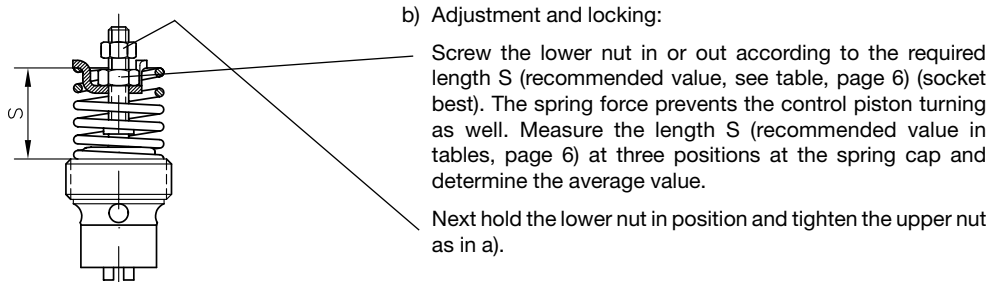 b) Adjustment and locking:
Screw the lower nut in or out according to the required
length S (recommended value, see table, page 6) (socket
best). The spring force prevents the control piston turning
as well. Measure the length S (recommended value in
tables, page 6) at three positions at the spring cap and
determine the average value.
Next hold the lower nut in position and tighten the upper nut
as in a).
S